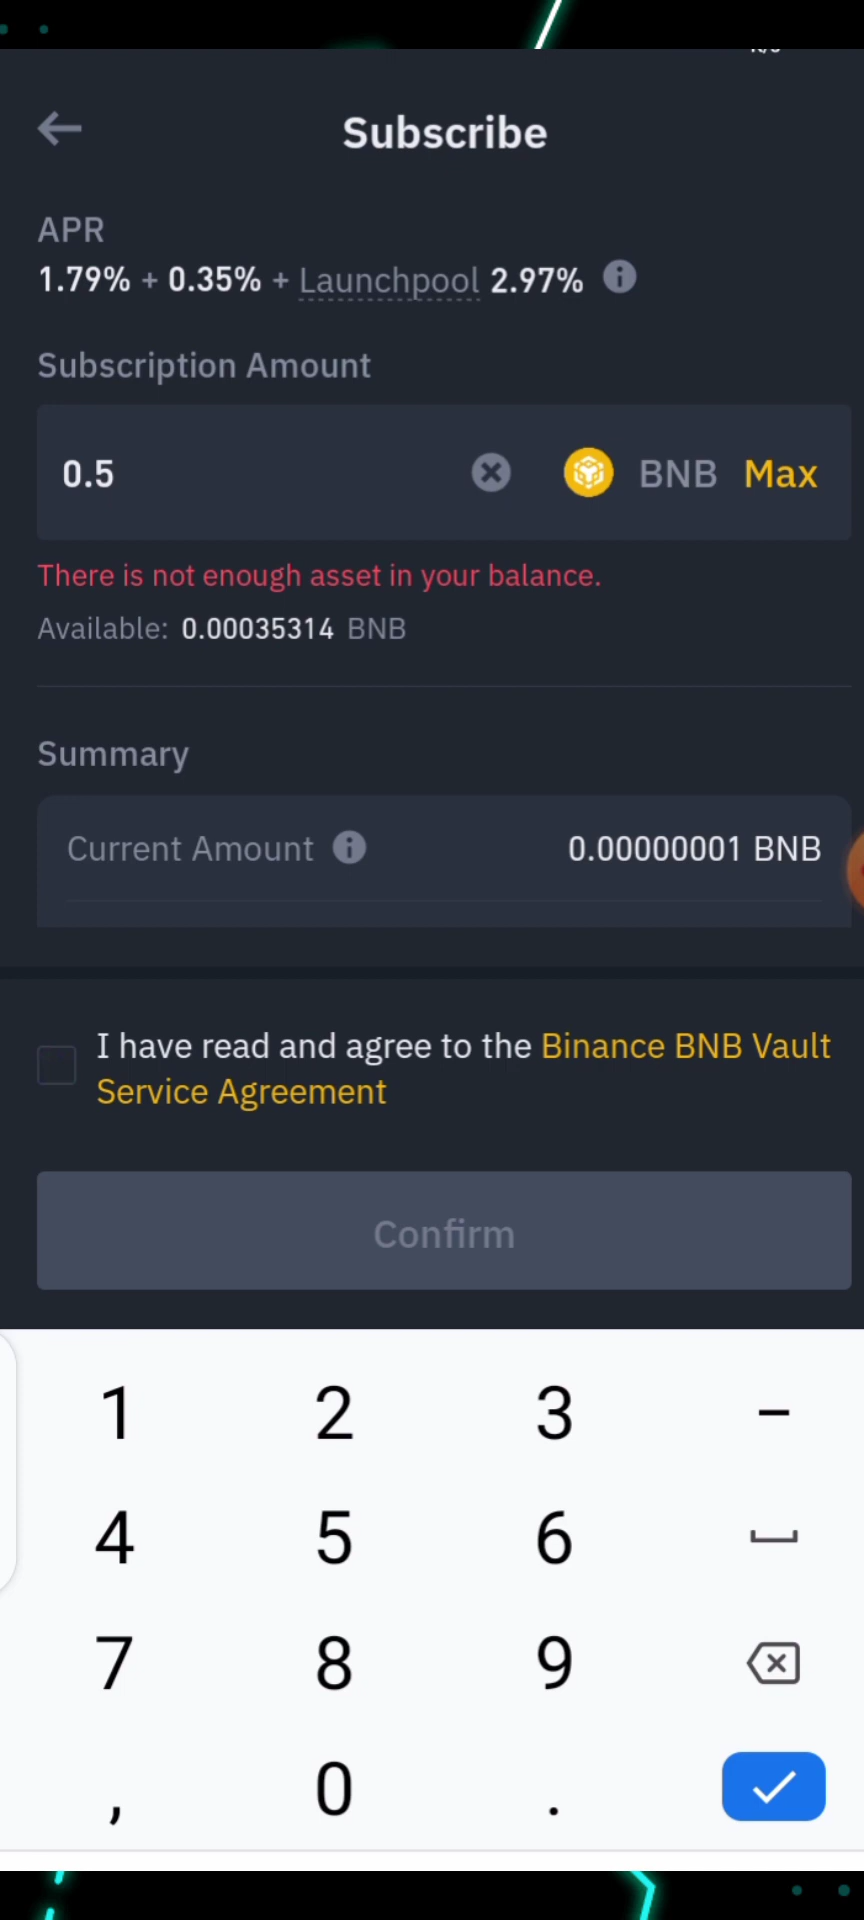 Subscribe
APR
1.79% + 0.35% + Launchpool 2.97%
Subscription Amount
0.5 BNB Max
There is not enough asset in your balance.
Available: 0.00035314 BNB
Summary
Current Amount 0.00000001 BNB
I have read and agree to the Binance BNB Vault
Service Agreement
Confirm
1 2 3 -
4 5 6
7 8 9
, 0 .